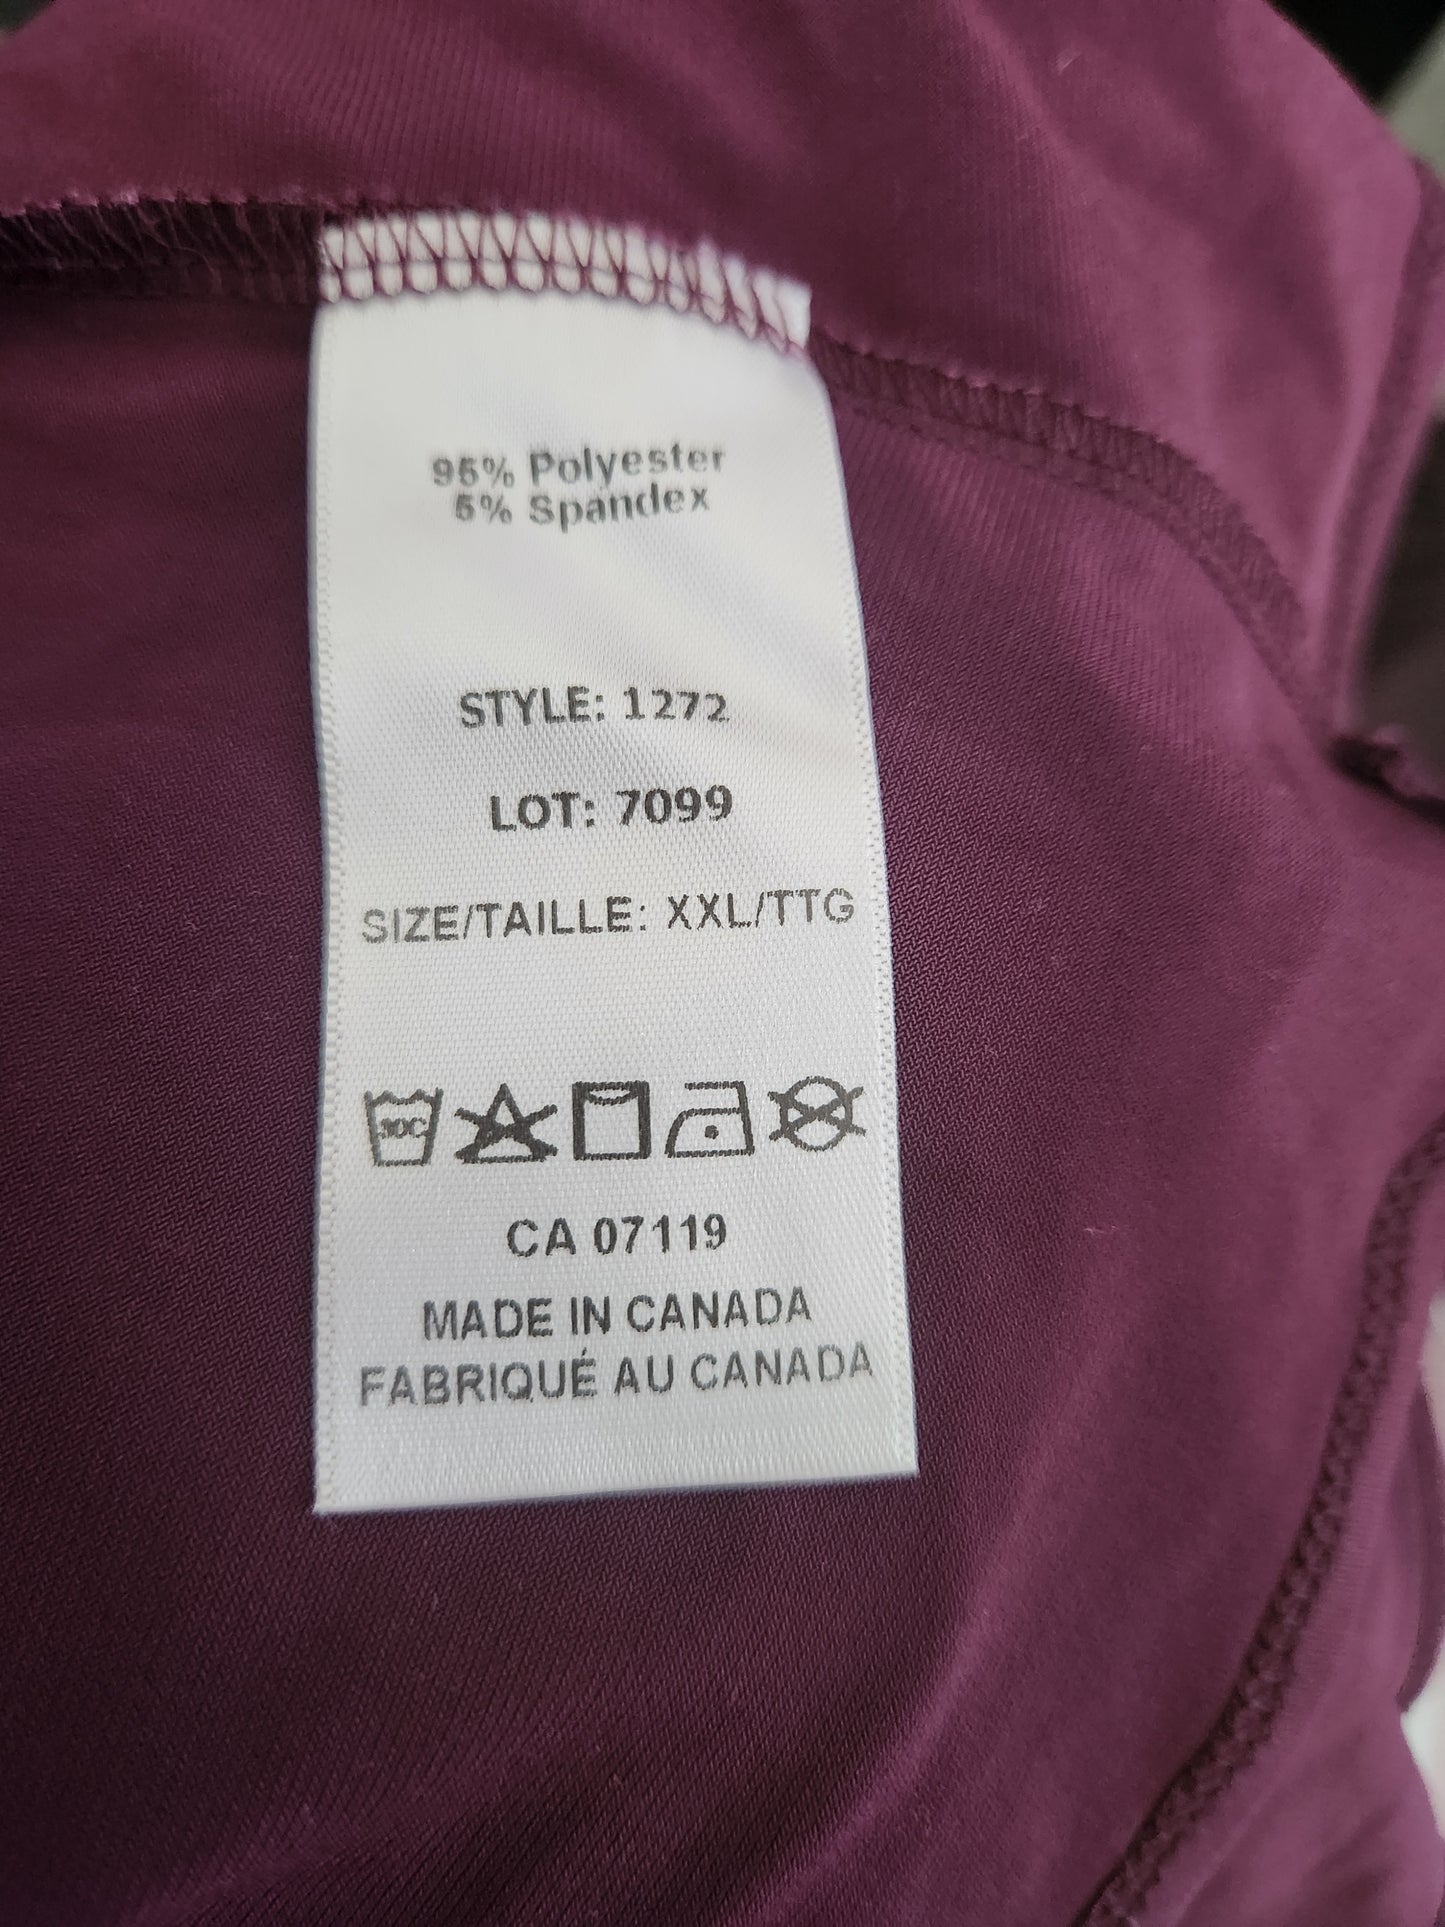 95% Polyester
5% Spandex
STYLE: 1272
LOT: 7099
SIZE/TAILLE: XXL/TTG
30C
CA 07119
MADE IN CANADA
FABRIQUÉ AU CANADA